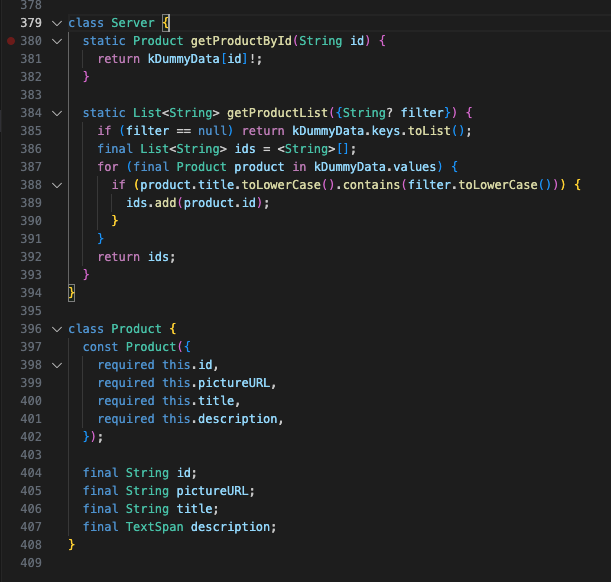 378
379 class Server {
380   static Product getProductById(String id) {
381     return kDummyData[id]!;
382   }
383
384   static List<String> getProductList({String? filter}) {
385     if (filter == null) return kDummyData.keys.toList();
386     final List<String> ids = <String>[];
387     for (final Product product in kDummyData.values) {
388       if (product.title.toLowerCase().contains(filter.toLowerCase())) {
389         ids.add(product.id);
390       }
391     }
392     return ids;
393   }
394 }
395
396 class Product {
397   const Product({
398     required this.id,
399     required this.pictureURL,
400     required this.title,
401     required this.description,
402   });
403
404   final String id;
405   final String pictureURL;
406   final String title;
407   final TextSpan description;
408 }
409